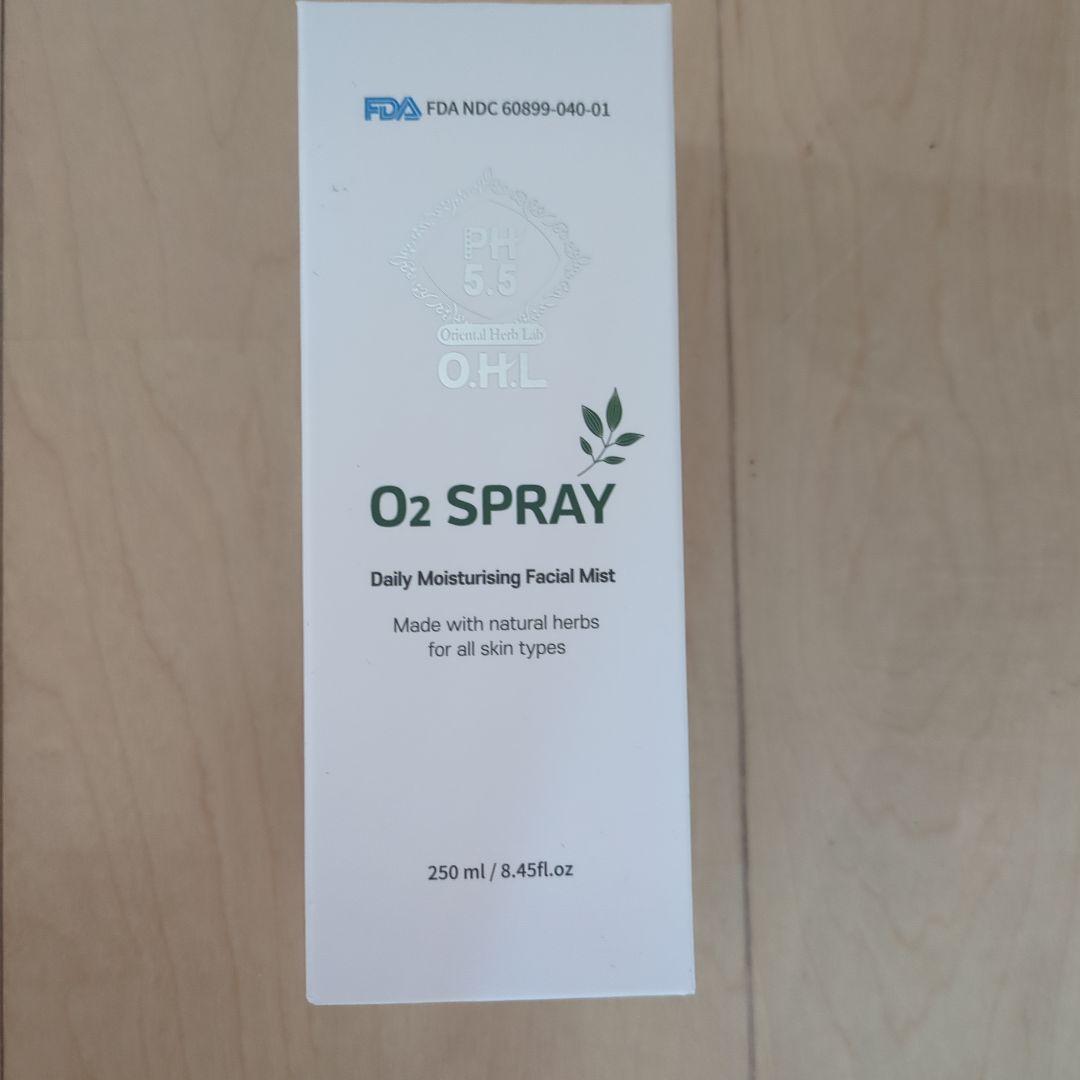 FDA FDA NDC 60899-040-01
PH
5.5
Oriental Herb Lab
O.H.L
O2 SPRAY
Daily Moisturising Facial Mist
Made with natural herbs
for all skin types
250 ml / 8.45fl.oz